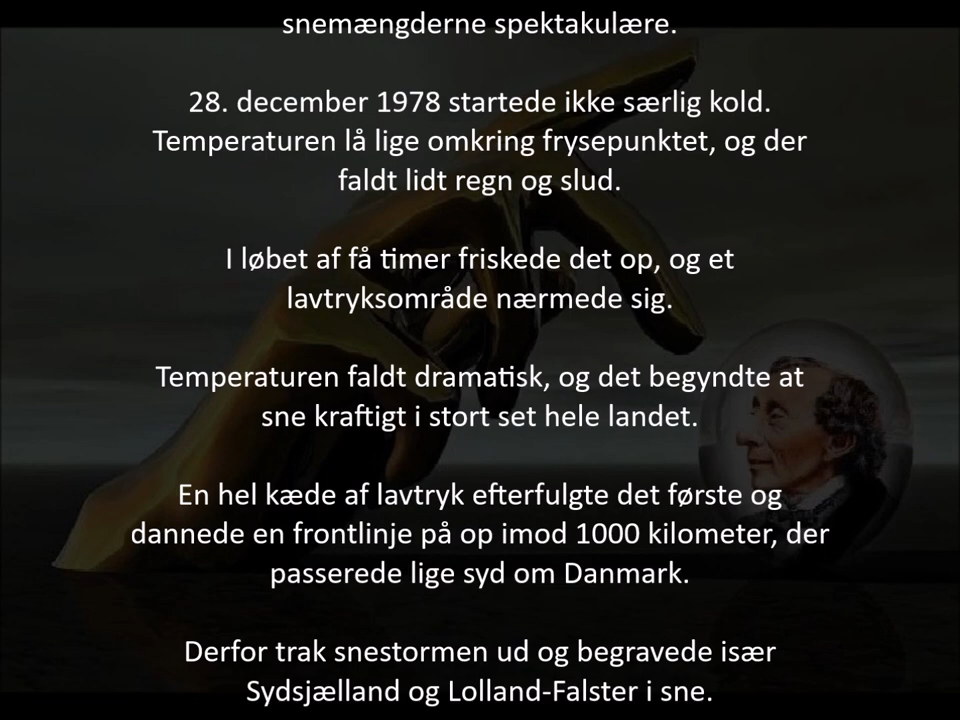 snemængderne spektakulære.
28. december 1978 startede ikke særlig kold.
Temperaturen lå lige omkring frysepunktet, og der
faldt lidt regn og slud.
I løbet af få timer friskede det op, og et
lavtryksområde nærmede sig.
Temperaturen faldt dramatisk, og det begyndte at
sne kraftigt i stort set hele landet.
En hel kæde af lavtryk efterfulgte det første og
dannede en frontlinje på op imod 1000 kilometer, der
passerede lige syd om Danmark.
Derfor trak snestormen ud og begravede især
Sydsjælland og Lolland-Falster i sne.